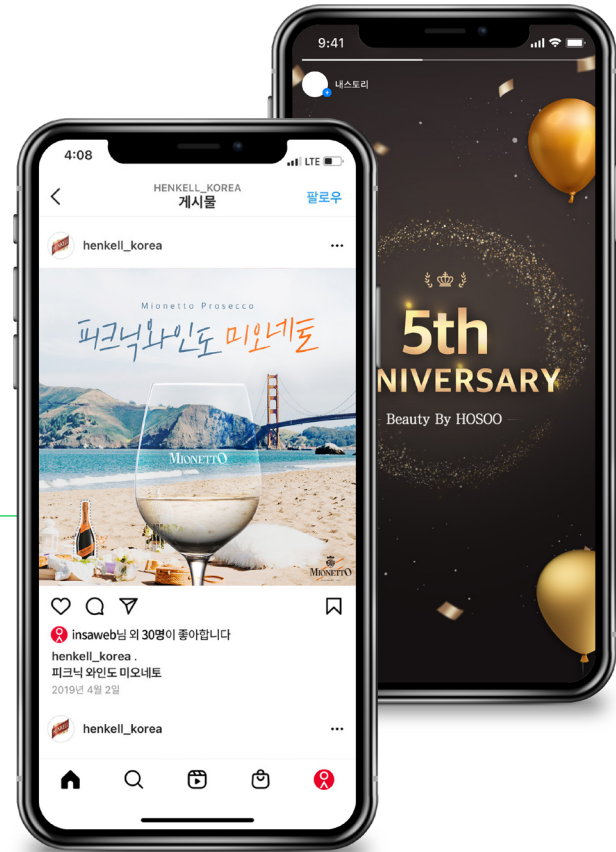 4:08
LTE
HENKELL_KOREA
게시물
팔로우
henkell_korea
Mionetto Prosecco
피크닉와인도 미오네토
MIONETTO
MIONETTO
insaweb님 외 30명이 좋아합니다
henkell_korea .
피크닉 와인도 미오네토
2019년 4월 2일
henkell_korea
9:41
내스토리
5th
NIVERSARY
Beauty By HOSOO